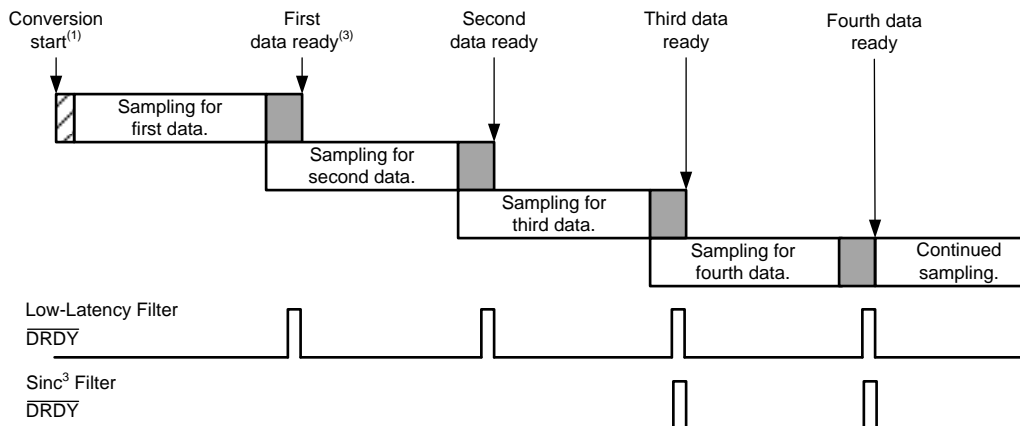 Conversion
start(1)
First
data ready(3)
Second
data ready
Third data
ready
Fourth data
ready
Sampling for
first data.
Sampling for
second data.
Sampling for
third data.
Sampling for
fourth data.
Continued
sampling.
Low-Latency Filter
DRDY
Sinc3 Filter
DRDY